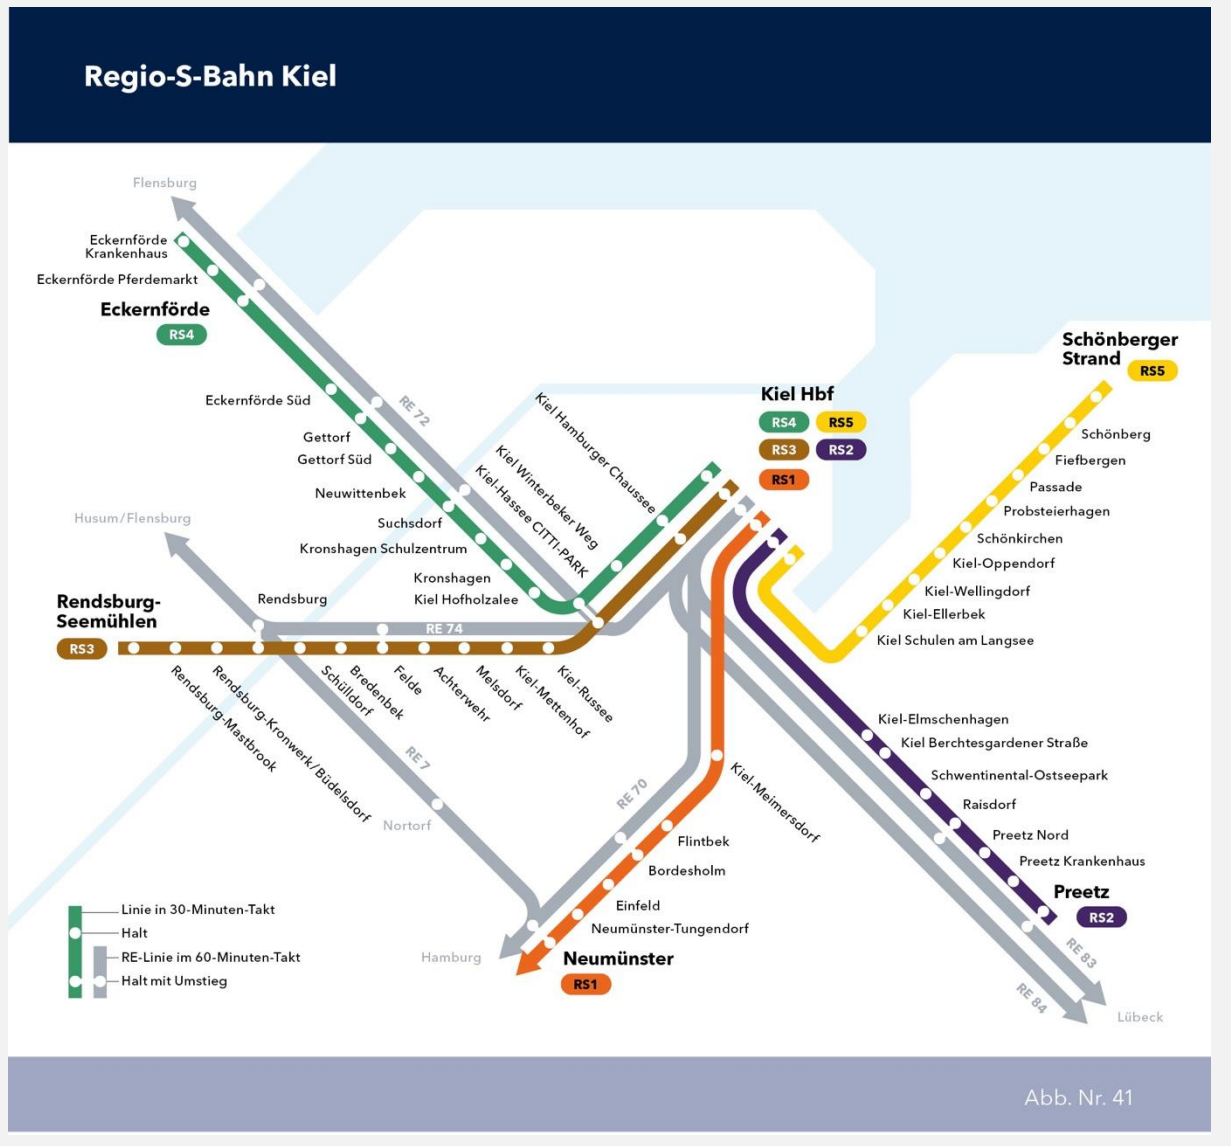 Regio-S-Bahn Kiel
Flensburg
Eckernförde
Krankenhaus
Eckernförde Pferdemarkt
Eckernförde
RS4
Eckernförde Süd
Gettorf
Gettorf Süd
Neuwittenbek
Suchsdorf
Kronshagen Schulzentrum
Kronshagen
Kiel Hofholzalee
RE 72
Kiel Hamburger Chaussee
Kiel Winterbeker Weg
Kiel-Hassee CITTI-PARK
Kiel Hbf
RS4
RS5
RS3
RS2
RS1
Schönberger
Strand
RS5
Schönberg
Fiefbergen
Passade
Probsteierhagen
Schönkirchen
Kiel-Oppendorf
Kiel-Wellingdorf
Kiel-Ellerbek
Kiel Schulen am Langsee
Husum/Flensburg
Rendsburg
RE 74
Rendsburg-
Seemühlen
RS3
Rendsburg-Mastbrook
Rendsburg-Kronwerk/Büdelsdorf
Schülldorf
Bredenbek
Felde
Achterwehr
Melsdorf
Kiel-Mettenhof
Kiel-Russee
RE 7
Nortorf
RE 70
Kiel-Meimersdorf
Flintbek
Bordesholm
Einfeld
Neumünster-Tungendorf
Hamburg
Neumünster
RS1
Kiel-Elmschenhagen
Kiel Berchtesgardener Straße
Schwentinental-Ostseepark
Raisdorf
Preetz Nord
Preetz Krankenhaus
Preetz
RS2
RE 83
RE 84
Lübeck
Linie in 30-Minuten-Takt
Halt
RE-Linie im 60-Minuten-Takt
Halt mit Umstieg
Abb. Nr. 41